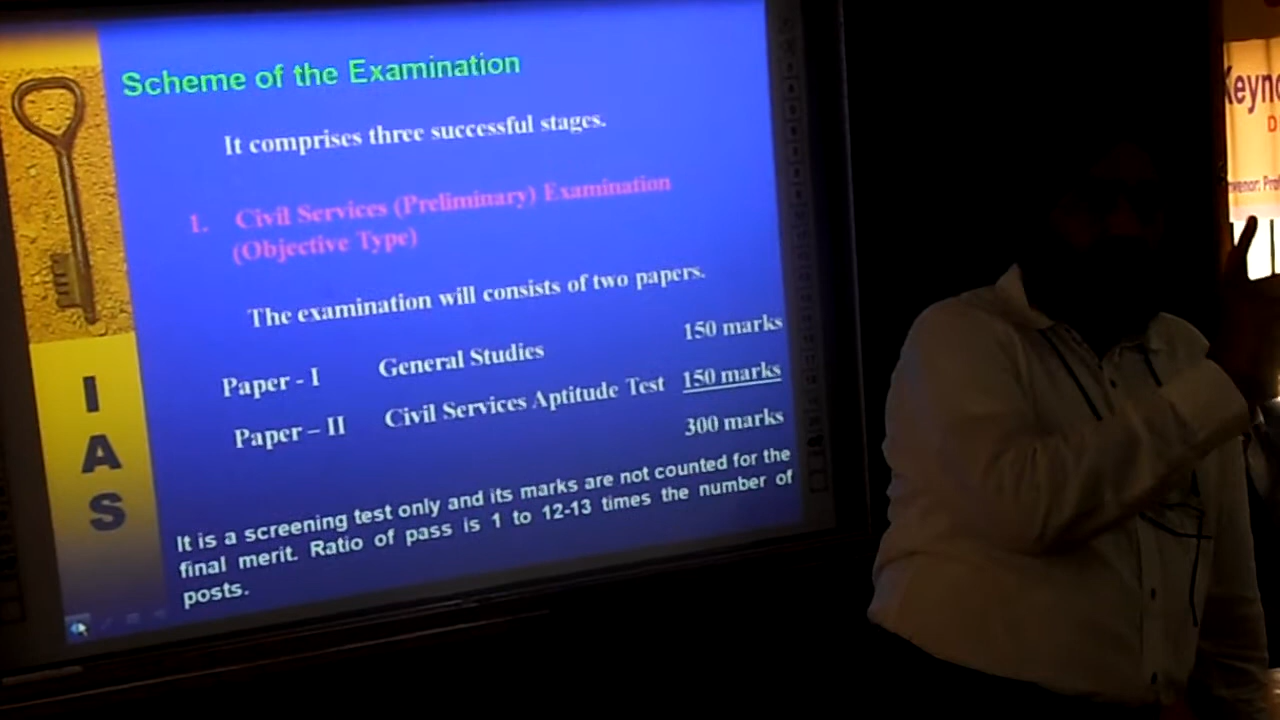 Scheme of the Examination
It comprises three successful stages.
1. Civil Services (Preliminary) Examination
(Objective Type)
The examination will consists of two papers.
Paper - I General Studies 150 marks
Paper – II Civil Services Aptitude Test 150 marks
300 marks
It is a screening test only and its marks are not counted for the
final merit. Ratio of pass is 1 to 12-13 times the number of
posts.
I
A
S